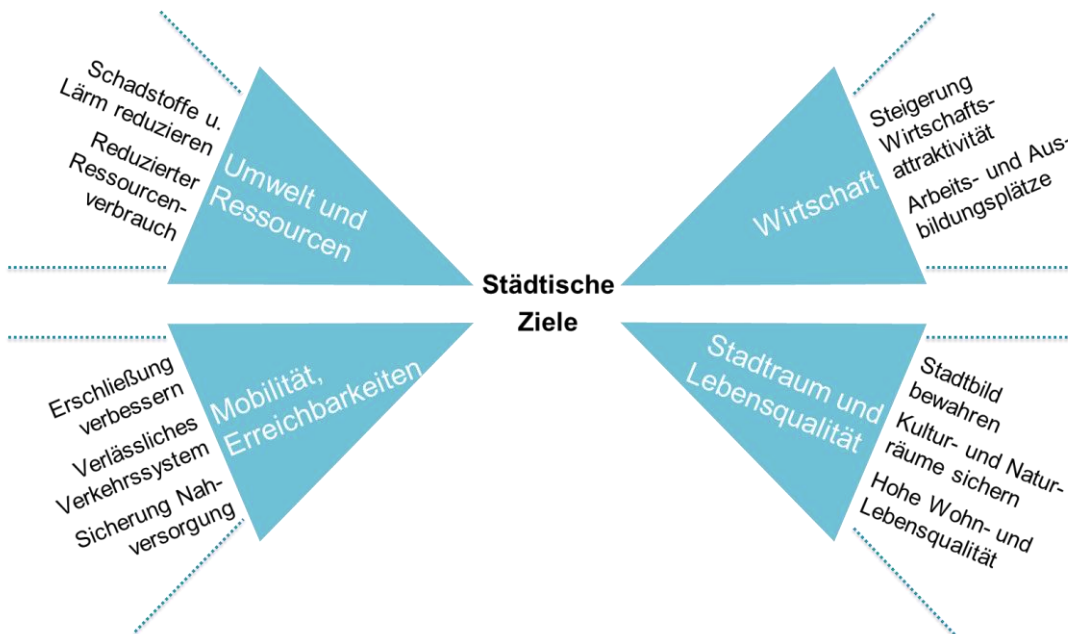 Schadstoffe u.
Lärm reduzieren
Reduzierter
Ressourcen-
verbrauch
Umwelt und
Ressourcen
Wirtschaft
Steigerung
Wirtschafts-
attraktivität
Arbeits- und Aus-
bildungsplätze
Städtische
Ziele
Erschließung
verbessern
Verlässliches
Verkehrssystem
Sicherung Nah-
versorgung
Mobilität,
Erreichbarkeiten
Stadtraum und
Lebensqualität
Stadtbild
bewahren
Kultur- und Natur-
räume sichern
Hohe Wohn- und
Lebensqualität